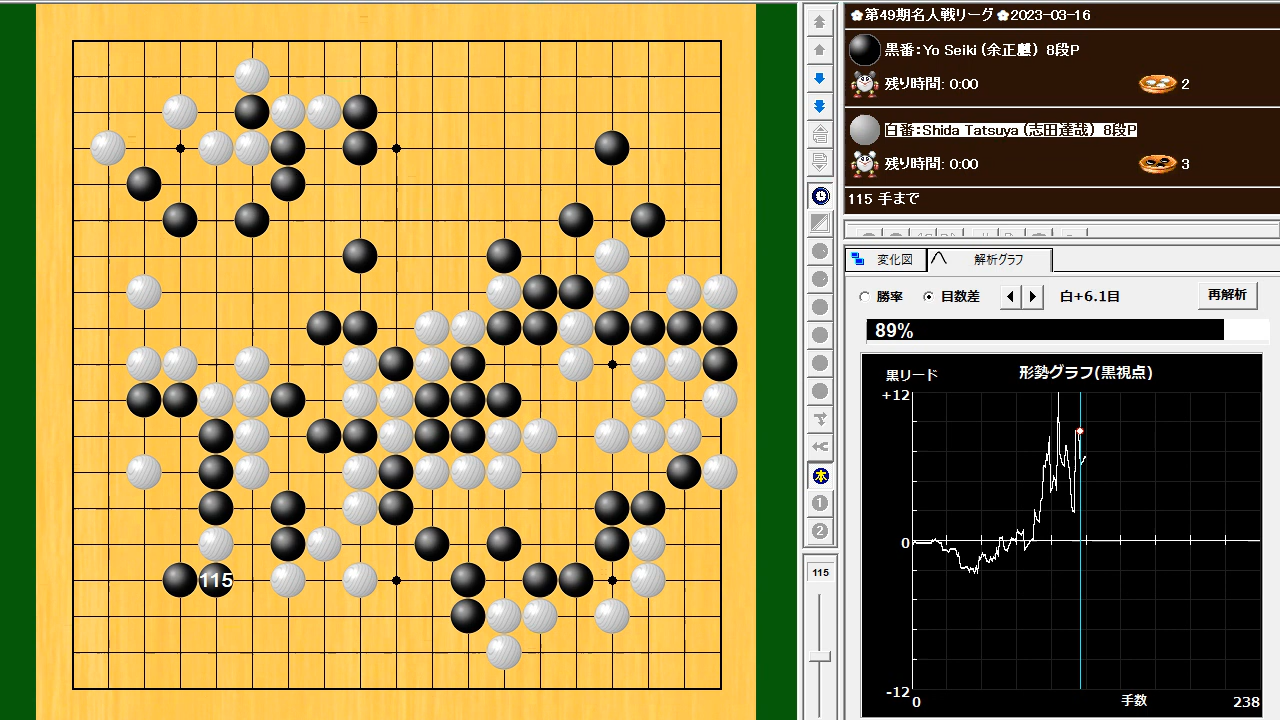 ✿第49期名人戦リーグ✿2023-03-16
黒番:Yo Seiki (余正麒) 8段P
残り時間: 0:00
2
白番:Shida Tatsuya (志田達哉) 8段P
残り時間: 0:00
3
115 手まで
変化図
解析グラフ
勝率
目数差
白+6.1目
再解析
89%
黒リード
形勢グラフ(黒視点)
+12
0
-12
0
手数
238
本
1
2
115
115